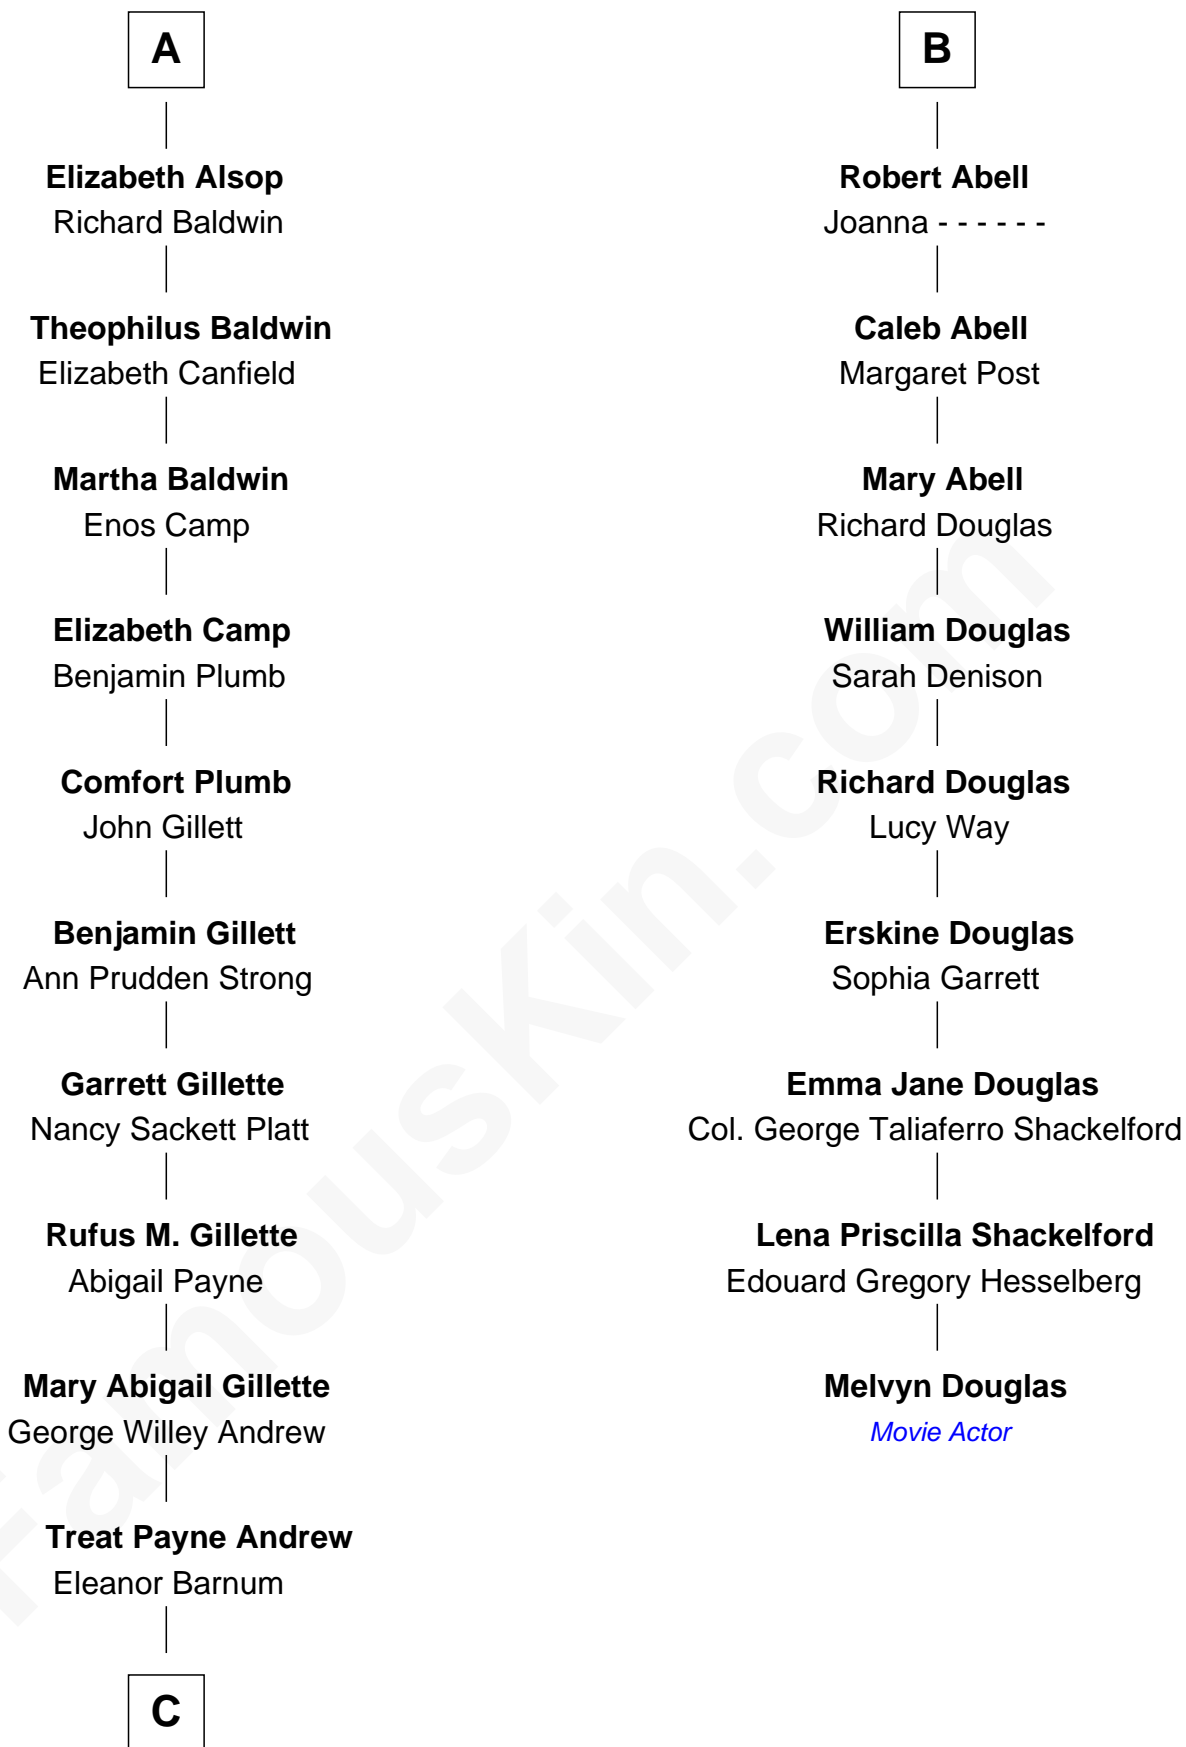 A
Elizabeth Alsop
Richard Baldwin
Theophilus Baldwin
Elizabeth Canfield
Martha Baldwin
Enos Camp
Elizabeth Camp
Benjamin Plumb
Comfort Plumb
John Gillett
Benjamin Gillett
Ann Prudden Strong
Garrett Gillette
Nancy Sackett Platt
Rufus M. Gillette
Abigail Payne
Mary Abigail Gillette
George Willey Andrew
Treat Payne Andrew
Eleanor Barnum
C
B
Robert Abell
Joanna - - - - - -
Caleb Abell
Margaret Post
Mary Abell
Richard Douglas
William Douglas
Sarah Denison
Richard Douglas
Lucy Way
Erskine Douglas
Sophia Garrett
Emma Jane Douglas
Col. George Taliaferro Shackelford
Lena Priscilla Shackelford
Edouard Gregory Hesselberg
Melvyn Douglas
Movie Actor
FamousKin.com